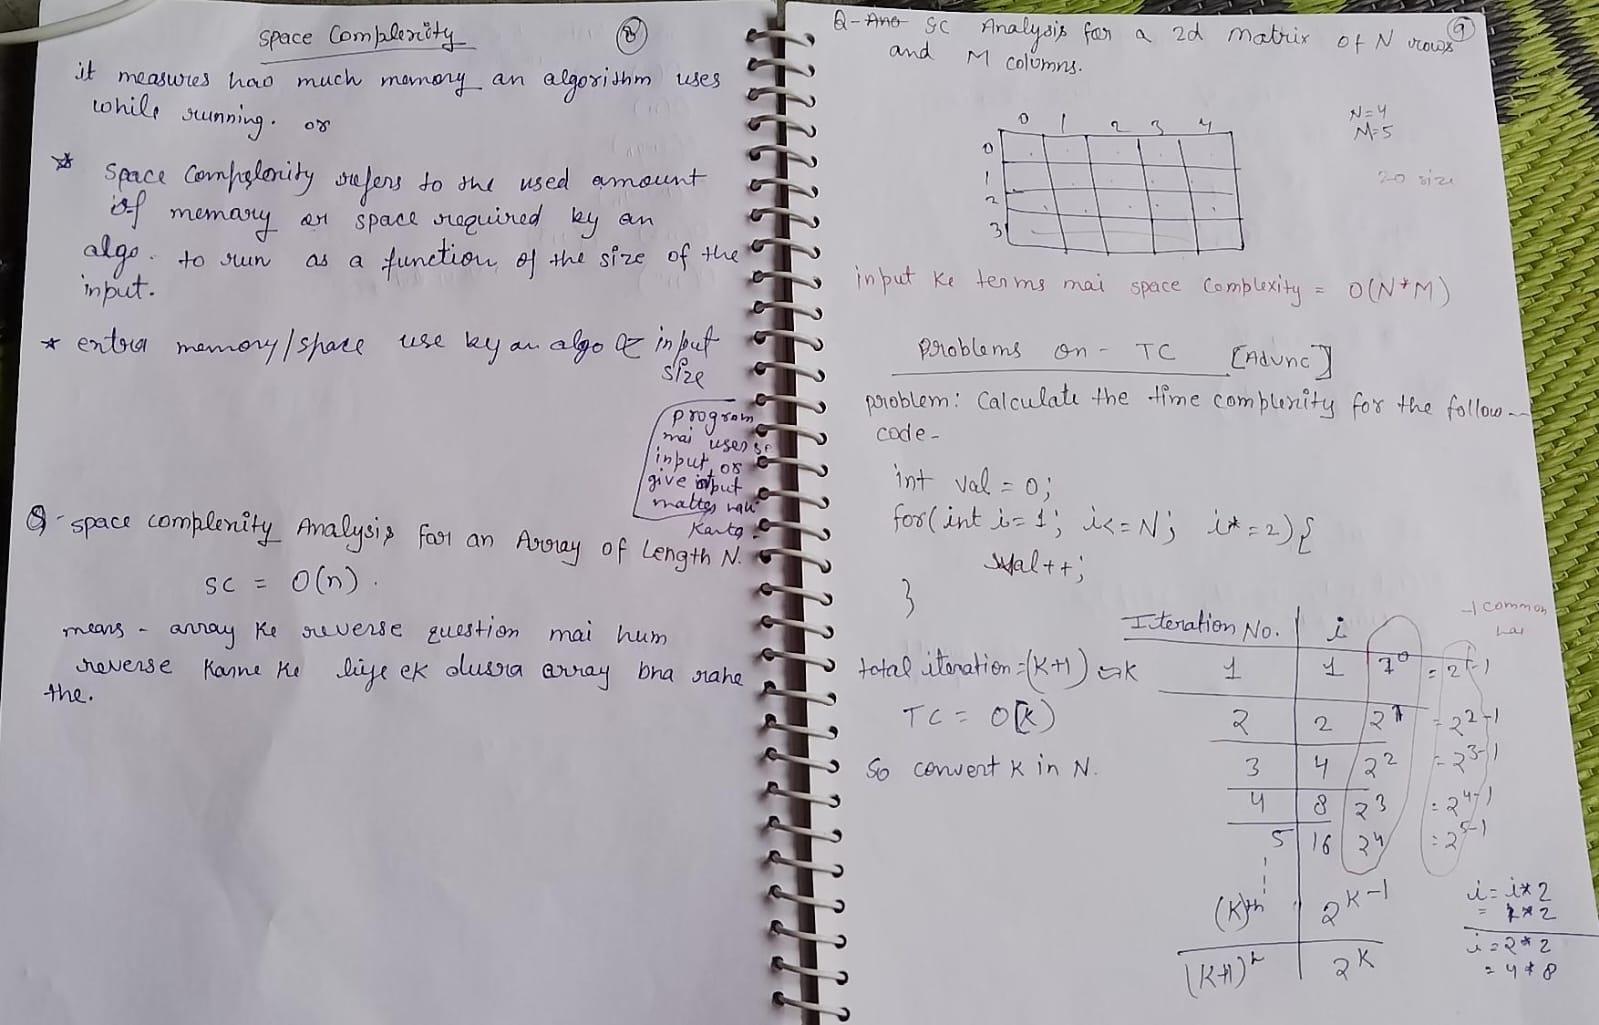 Space Complexity
8
it measures hao much memory an algorithm uses
while running. or
* Space Complexity refers to the used amount
of memory or space required by an
algo. to run as a function of the size of the
input.
* extra memory/space use by an algo ∝ input
size
program
mai user se
input or
give input
matter nahi
karta
Q- space complexity Analysis for an Array of Length N.
SC = O(n).
means - array ke reverse question mai hum
reverse karne ke liye ek dusra array bna rahe
the.
9
Q- Ana SC Analysis for a 2d matrix of N rows
and M columns.
N=4
M=5
0 1 2 3 4
0
1
2
3
20 size
input ke terms mai space Complexity = O(N*M)
Problems on - TC [Advnc]
problem: Calculate the time complexity for the follow
code-
int val = 0;
for(int i=1; i<=N; i*=2){
val++;
}
Iteration No. i -1 common
hai
total iteration = (K+1) ≈K
TC = O(K)
So convert K in N.
1 1 2^0 = 2^1-1
2 2 2^1 = 2^2-1
3 4 2^2 = 2^3-1
4 8 2^3 = 2^4-1
5 16 2^4 = 2^5-1
(K)th 2^K-1
(K+1)^h 2^K
i = i*2
= 1*2
i = 2*2
= 4*8